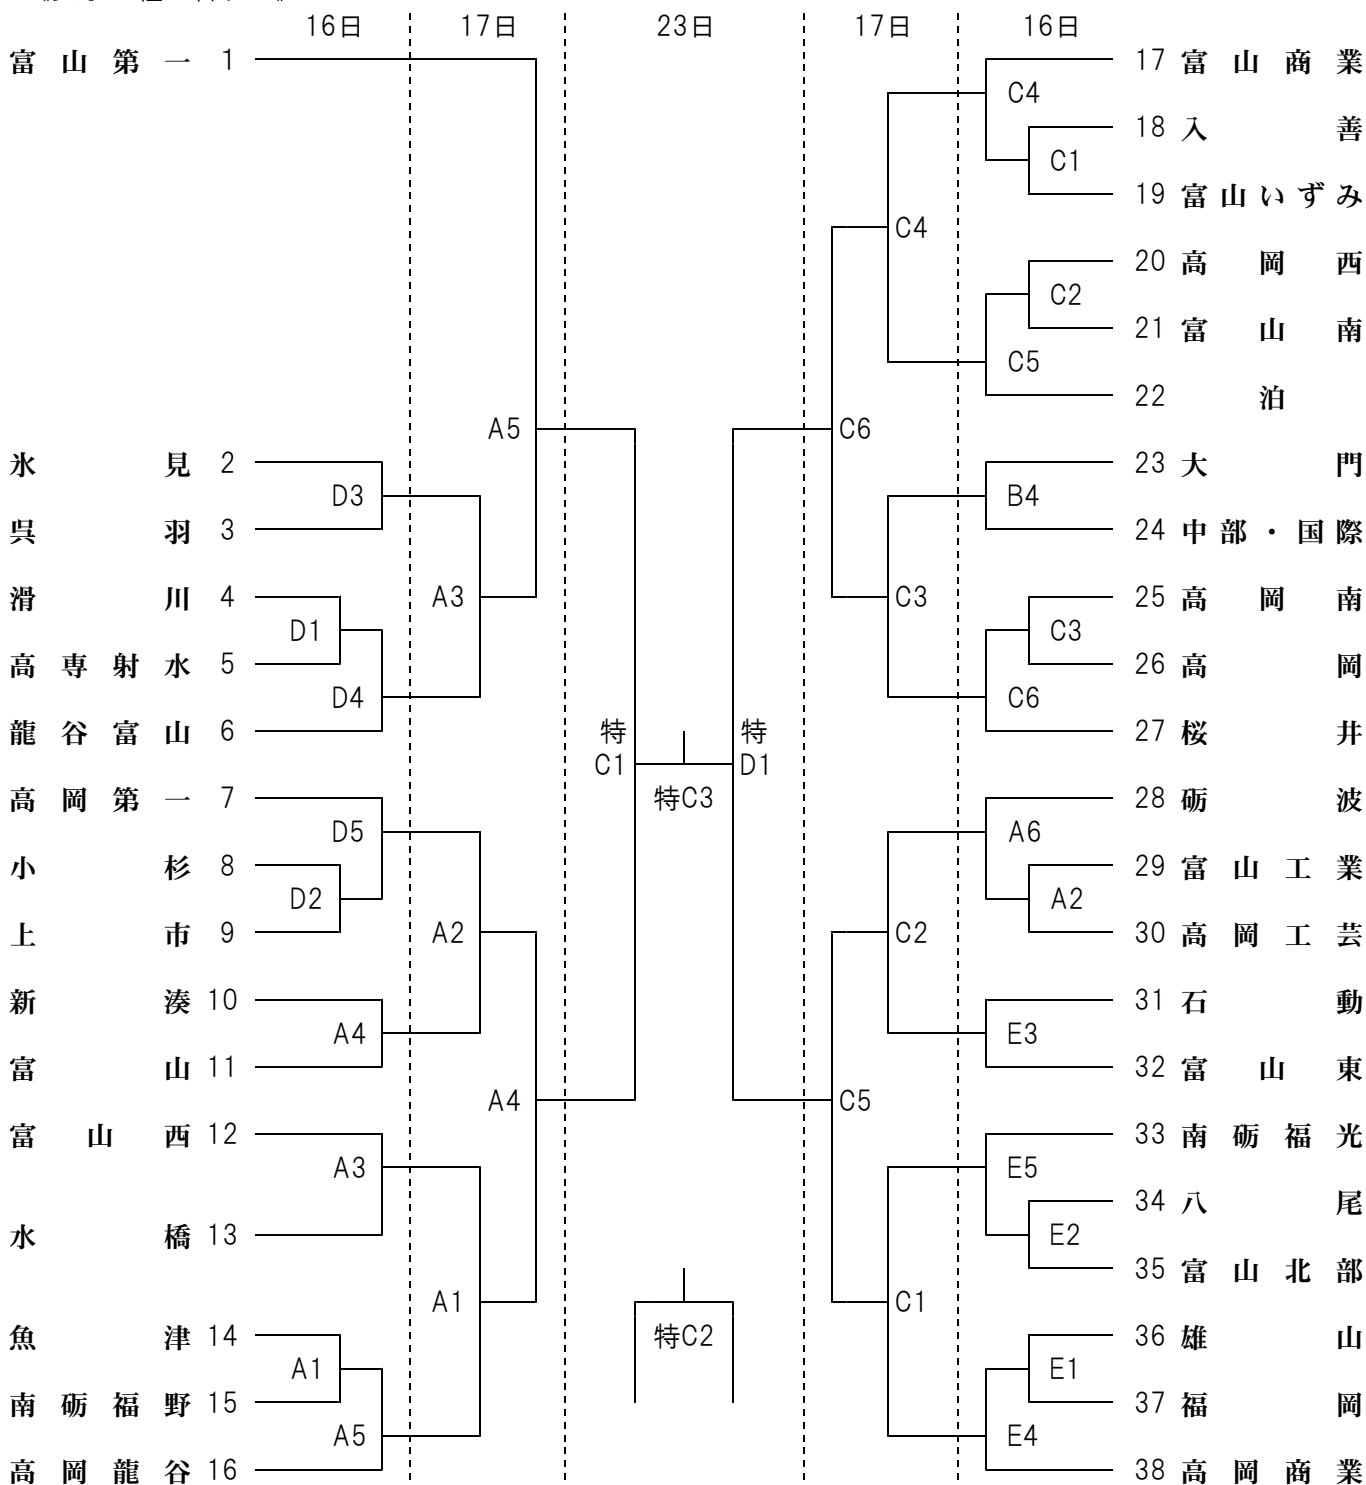 16日 17日 23日 17日 16日
富山第一 1
17 富山商業
C4
18 入善
C1
19 富山いずみ
C4
20 高岡西
C2
21 富山南
C5
22 泊
A5
C6
氷見 2
23 大門
D3
B4
呉羽 3
24 中部・国際
滑川 4
A3
C3
25 高岡南
D1
C3
高専射水 5
26 高岡
D4
C6
龍谷富山 6
特
特
27 桜井
C1
D1
高岡第一 7
特C3
28 砺波
D5
A6
小杉 8
29 富山工業
D2
A2
上市 9
A2
C2
30 高岡工芸
新湊 10
31 石動
A4
E3
富山 11
32 富山東
A4
C5
富山西 12
33 南砺福光
A3
E5
34 八尾
水橋 13
E2
35 富山北部
A1
C1
魚津 14
特C2
36 雄山
A1
E1
南砺福野 15
37 福岡
A5
E4
高岡龍谷 16
38 高岡商業